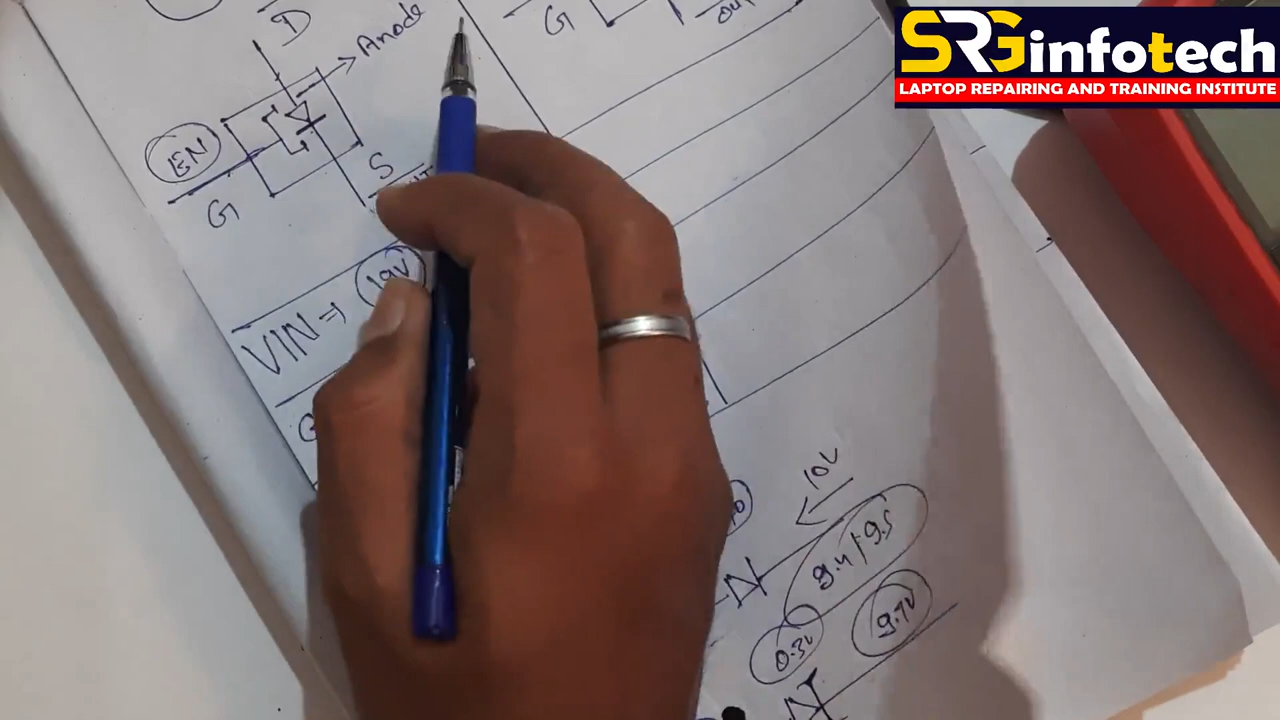 SRGinfotech
LAPTOP REPAIRING AND TRAINING INSTITUTE
D
Anode
G
out
EN
G
S
VIN ⇒ 19V
10V
9.4/9.5
0.3V
9.7V